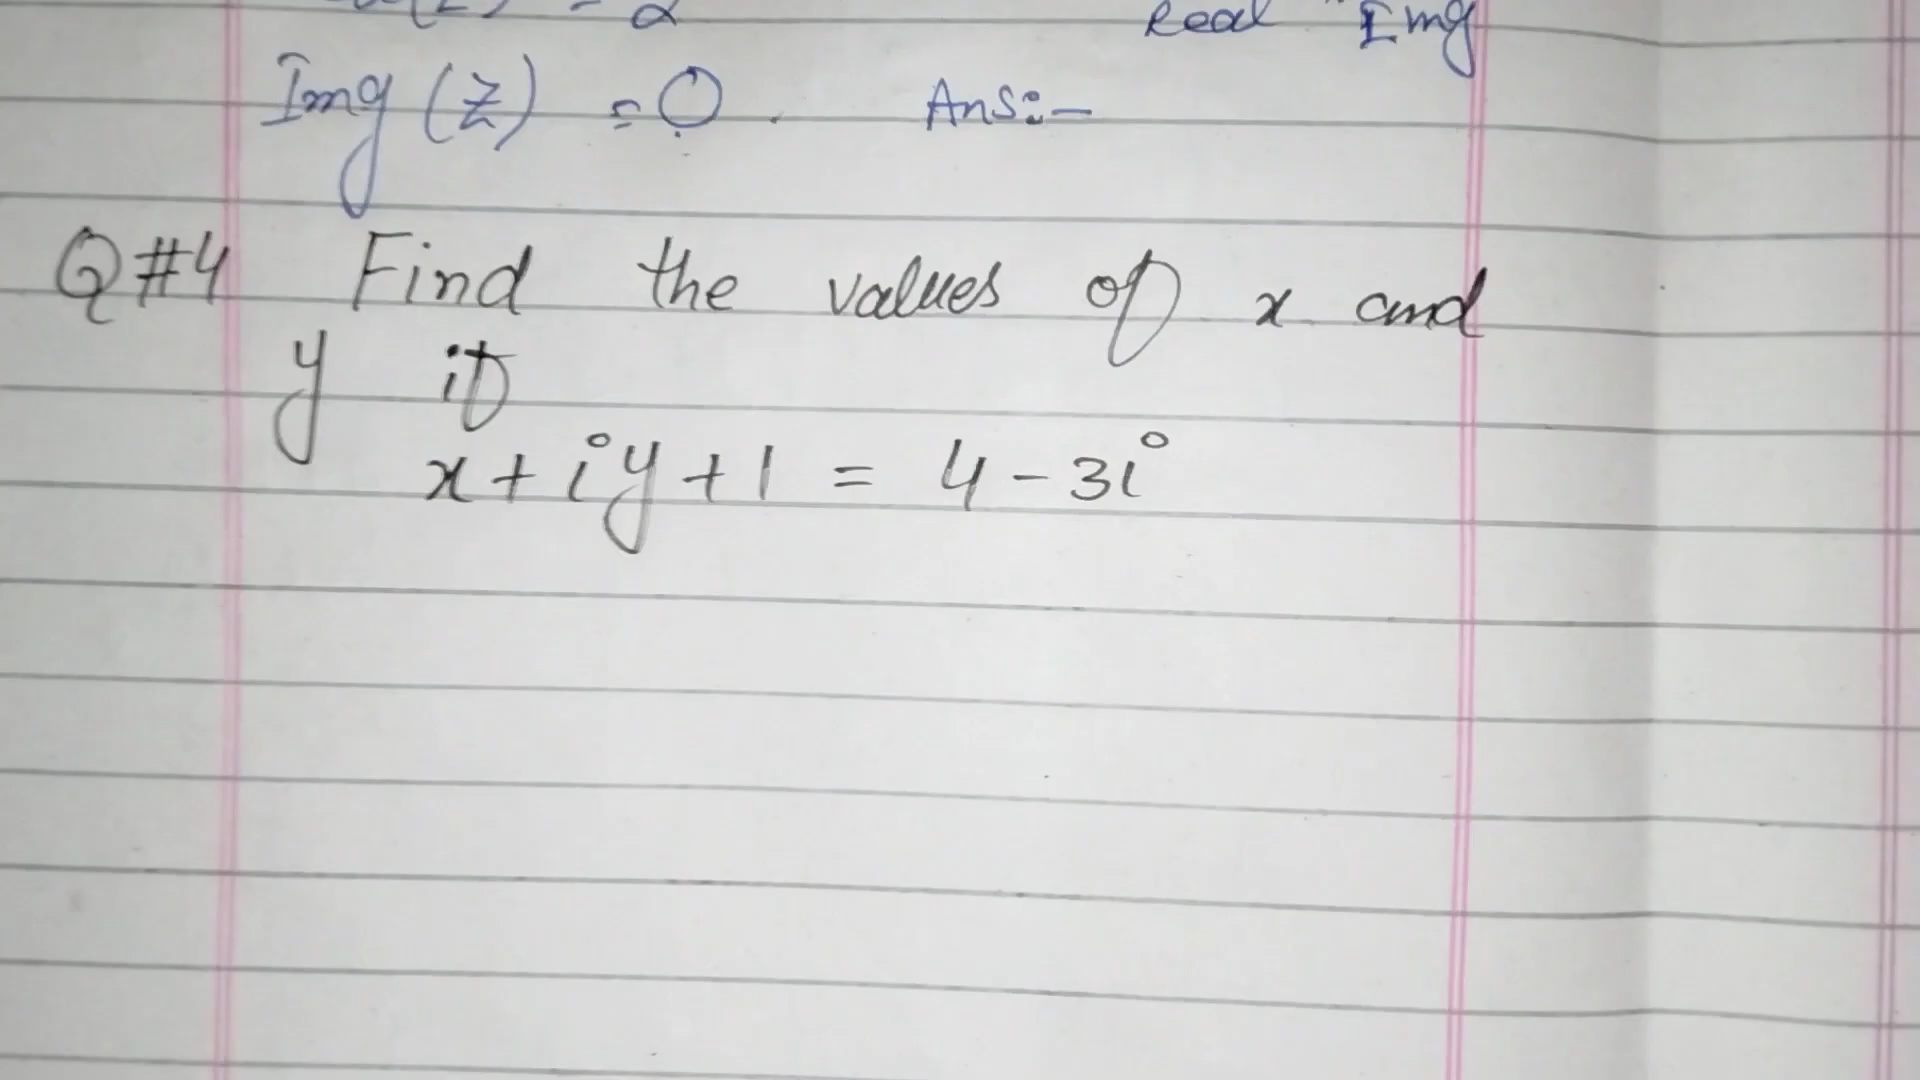 Real Img
Img (z) = 0. Ans:-
Q#4 Find the values of x and
y if
x + iy + 1 = 4 - 3i